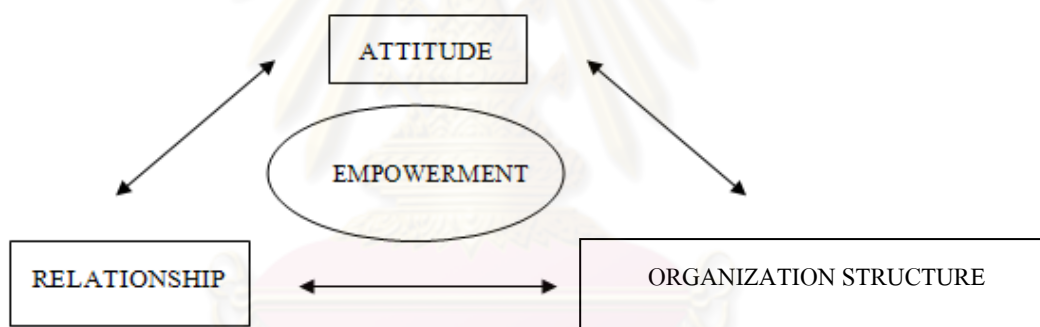 ATTITUDE
EMPOWERMENT
RELATIONSHIP
ORGANIZATION STRUCTURE